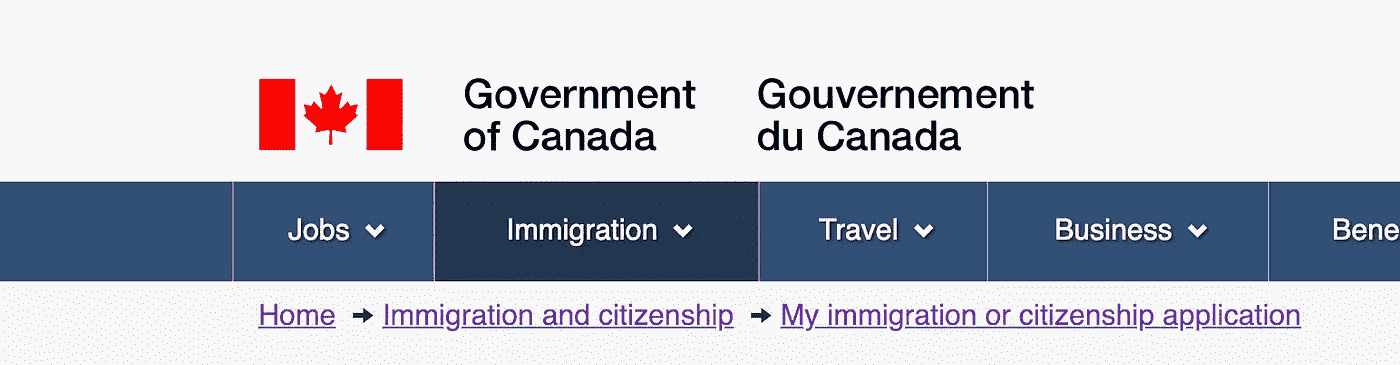 Government
of Canada
Gouvernement
du Canada
Jobs Immigration Travel Business Bene
Home → Immigration and citizenship → My immigration or citizenship application